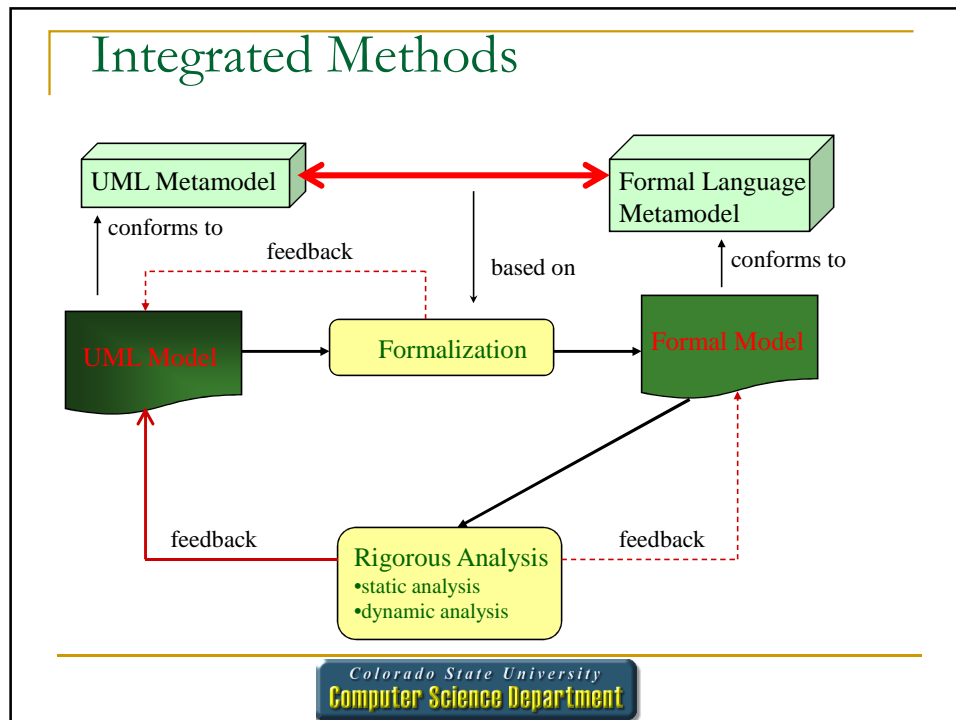 Integrated Methods
UML Metamodel
Formal Language
Metamodel
conforms to
feedback
based on
conforms to
UML Model
Formalization
Formal Model
feedback
Rigorous Analysis
•static analysis
•dynamic analysis
feedback
Colorado State University
Computer Science Department